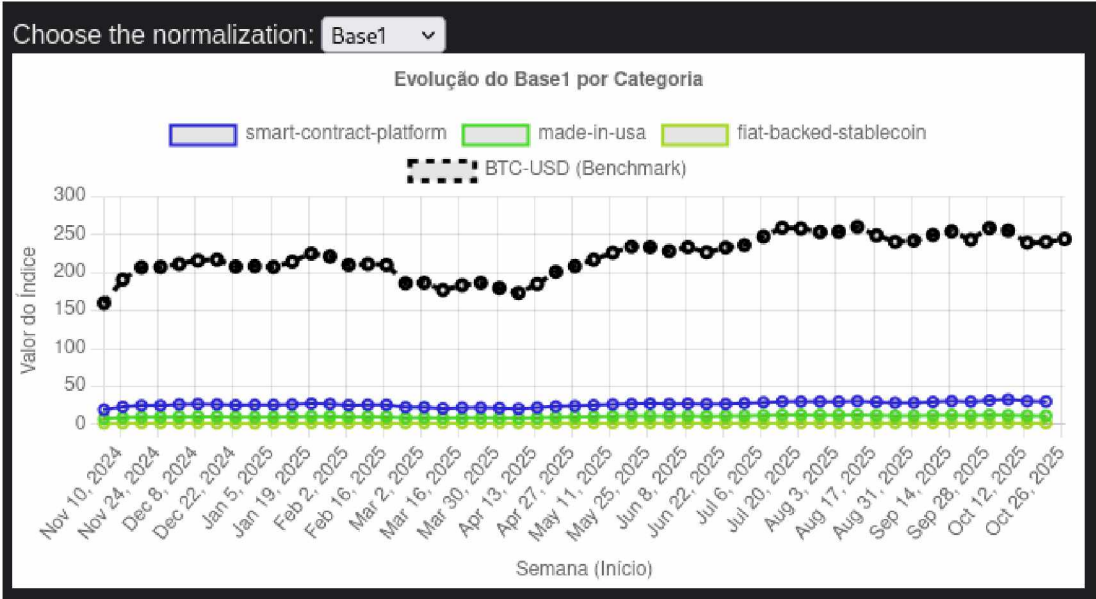 Choose the normalization: Base1
Evolução do Base1 por Categoria
smart-contract-platform made-in-usa fiat-backed-stablecoin
BTC-USD (Benchmark)
300
250
200
150
100
50
0
Valor do Índice
Nov 10, 2024
Nov 24, 2024
Dec 8, 2024
Dec 22, 2024
Jan 5, 2025
Jan 19, 2025
Feb 2, 2025
Feb 16, 2025
Mar 2, 2025
Mar 16, 2025
Mar 30, 2025
Apr 13, 2025
Apr 27, 2025
May 11, 2025
May 25, 2025
Jun 8, 2025
Jun 22, 2025
Jul 6, 2025
Jul 20, 2025
Aug 3, 2025
Aug 17, 2025
Aug 31, 2025
Sep 14, 2025
Sep 28, 2025
Oct 12, 2025
Oct 26, 2025
Semana (Início)